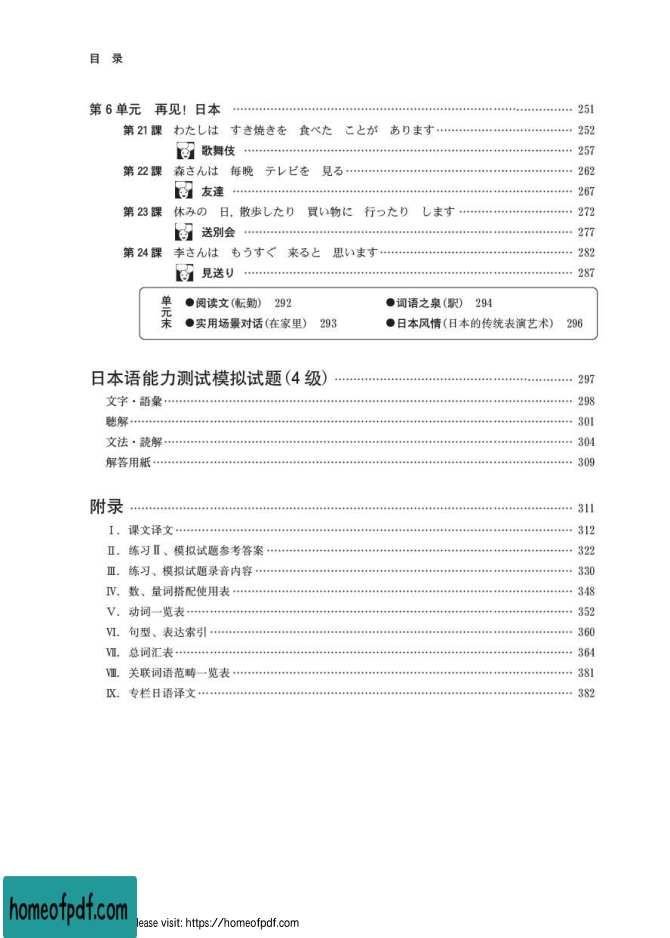 目 录
第 6 单元 再见! 日本 …… 251
第 21 課 わたしは すき焼きを 食べた ことが あります …… 252
歌舞伎 …… 257
第 22 課 森さんは 毎晩 テレビを 見る …… 262
友達 …… 267
第 23 課 休みの 日, 散歩したり 買い物に 行ったり します …… 272
送別会 …… 277
第 24 課 李さんは もうすぐ 来ると 思います …… 282
見送り …… 287
单元末
●阅读文(転勤) 292 ●词语之泉(駅) 294
●实用场景对话(在家里) 293 ●日本风情(日本的传统表演艺术) 296
日本语能力测试模拟试题(4 级) …… 297
文字・語彙 …… 298
聴解 …… 301
文法・読解 …… 304
解答用紙 …… 309
附录 …… 311
Ⅰ. 课文译文 …… 312
Ⅱ. 练习Ⅱ、模拟试题参考答案 …… 322
Ⅲ. 练习、模拟试题录音内容 …… 330
Ⅳ. 数、量词搭配使用表 …… 348
Ⅴ. 动词一览表 …… 352
Ⅵ. 句型、表达索引 …… 360
Ⅶ. 总词汇表 …… 364
Ⅷ. 关联词语范畴一览表 …… 381
Ⅸ. 专栏日语译文 …… 382
homeofpdf.com
lease visit: https://homeofpdf.com